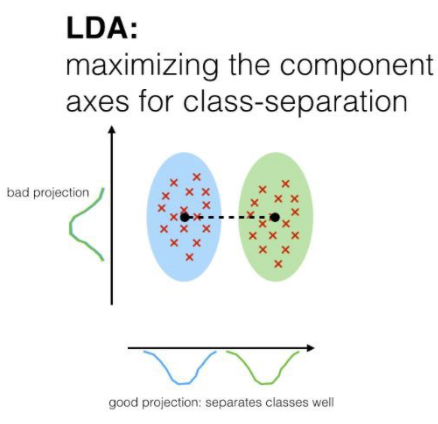 LDA:
maximizing the component
axes for class-separation
bad projection
good projection: separates classes well